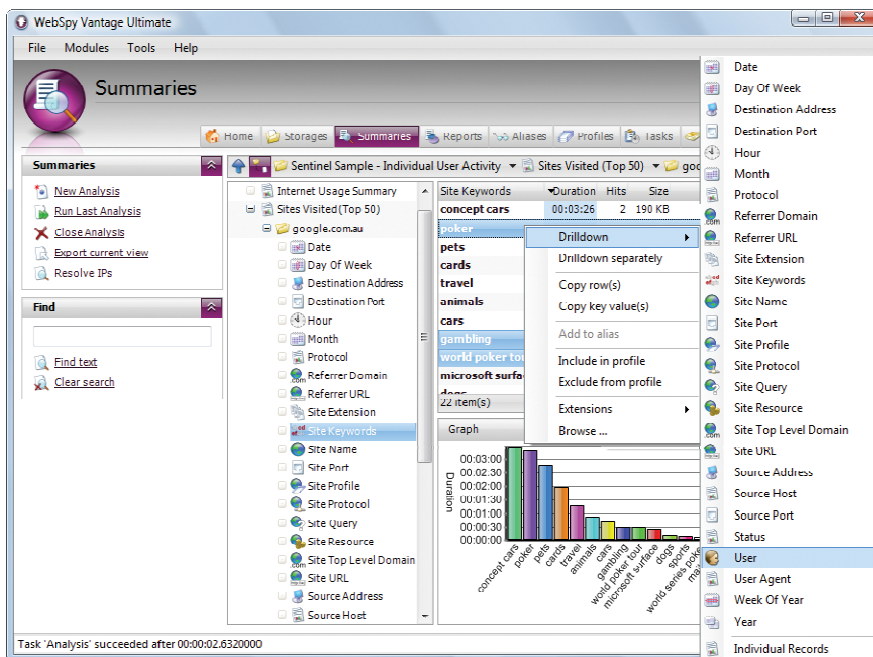 WebSpy Vantage Ultimate
File Modules Tools Help
Summaries
Home Storages Summaries Reports Aliases Profiles Tasks
Summaries
New Analysis
Run Last Analysis
Close Analysis
Export current view
Resolve IPs
Find
Find text
Clear search
Sentinel Sample - Individual User Activity Sites Visited (Top 50) goo
Internet Usage Summary
Sites Visited (Top 50)
google.com.au
Date
Day Of Week
Destination Address
Destination Port
Hour
Month
Protocol
Referrer Domain
Referrer URL
Site Extension
Site Keywords
Site Name
Site Port
Site Profile
Site Protocol
Site Query
Site Resource
Site Top Level Domain
Site URL
Source Address
Source Host
Site Keywords Duration Hits Size
concept cars 00:03:26 2 190 KB
poker
pets
cards
travel
animals
cars
gambling
world poker tou
microsoft surfa
dogs
22 item(s)
Drilldown
Drilldown separately
Copy row(s)
Copy key value(s)
Add to alias
Include in profile
Exclude from profile
Extensions
Browse ...
Graph
Duration
00:03:00
00:02:30
00:02:00
00:01:30
00:01:00
00:00:30
00:00:00
concept cars
poker
pets
cards
travel
animals
cars
gambling
world poker tour
microsoft surface
dogs
sports
world series poke
ma
Date
Day Of Week
Destination Address
Destination Port
Hour
Month
Protocol
Referrer Domain
Referrer URL
Site Extension
Site Keywords
Site Name
Site Port
Site Profile
Site Protocol
Site Query
Site Resource
Site Top Level Domain
Site URL
Source Address
Source Host
Source Port
Status
User
User Agent
Week Of Year
Year
Individual Records
Task 'Analysis' succeeded after 00:00:02.6320000